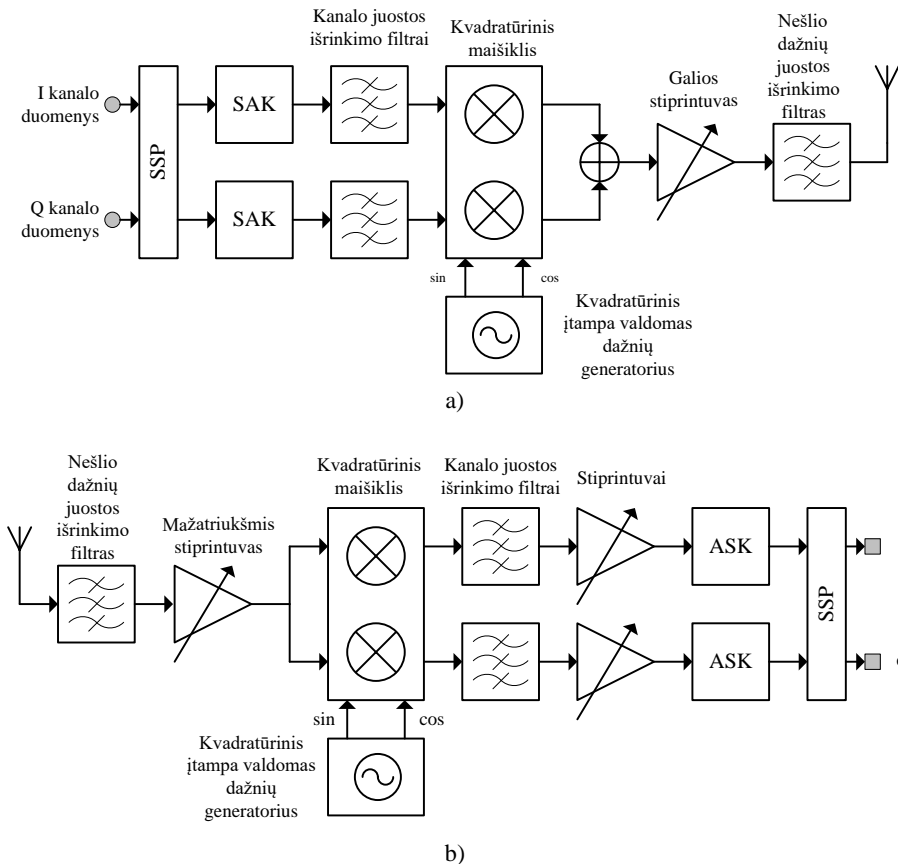 Kanalo juostos
išrinkimo filtrai
Kvadratūrinis
maišiklis
Nešlio
dažnių
juostos
išrinkimo
filtras
Galios
stiprintuvas
I kanalo
duomenys
SSP
SAK
Q kanalo
duomenys
SAK
sin
cos
Kvadratūrinis
įtampa valdomas
dažnių
generatorius
a)
Nešlio
dažnių
juostos
išrinkimo
filtras
Mažatriukšmis
stiprintuvas
Kvadratūrinis
maišiklis
Kanalo juostos
išrinkimo filtrai
Stiprintuvai
ASK
SSP
ASK
sin
cos
Kvadratūrinis
įtampa valdomas
dažnių
generatorius
b)